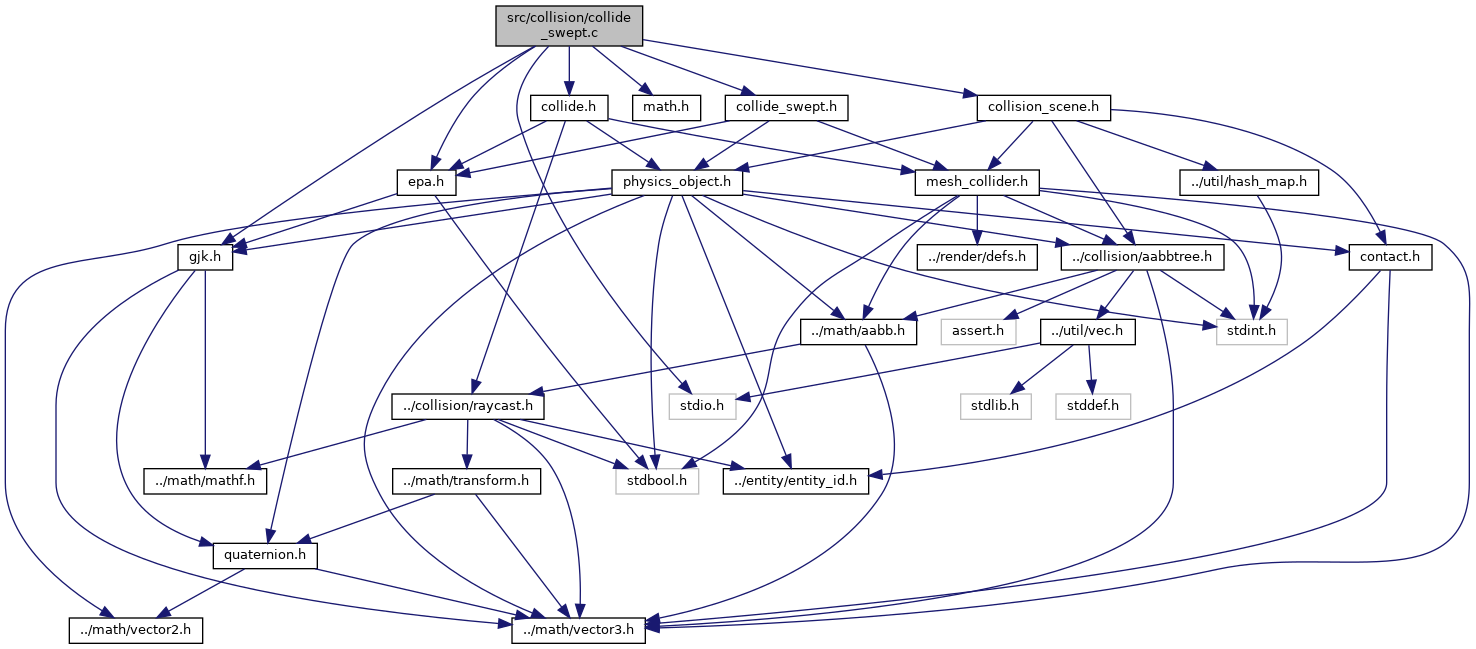 src/collision/collide
_swept.c
collide.h
math.h
collide_swept.h
collision_scene.h
epa.h
physics_object.h
mesh_collider.h
../util/hash_map.h
gjk.h
../render/defs.h
../collision/aabbtree.h
contact.h
../math/aabb.h
assert.h
../util/vec.h
stdint.h
../collision/raycast.h
stdio.h
stdlib.h
stddef.h
../math/mathf.h
../math/transform.h
stdbool.h
../entity/entity_id.h
quaternion.h
../math/vector2.h
../math/vector3.h